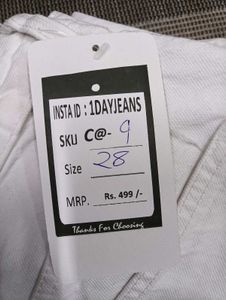 INSTA ID : 1DAYJEANS
SKU C@- 9
Size 28
MRP. Rs. 499 /-
Thanks For Choosing